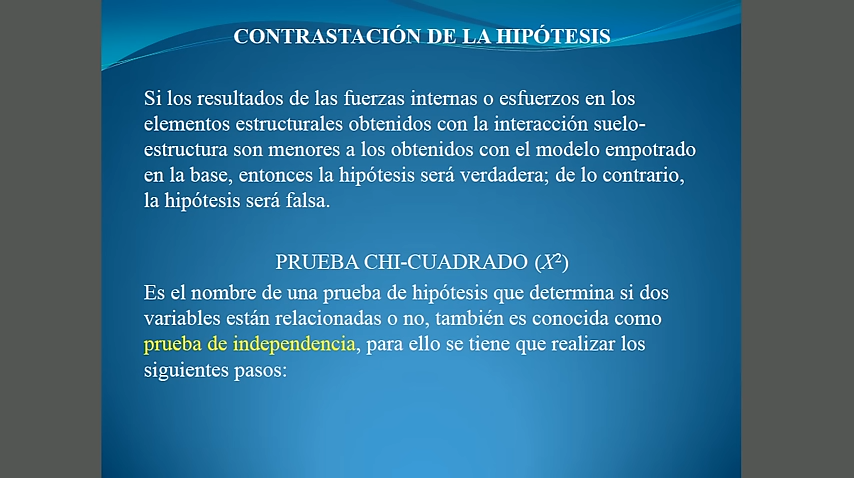 CONTRASTACIÓN DE LA HIPÓTESIS
Si los resultados de las fuerzas internas o esfuerzos en los
elementos estructurales obtenidos con la interacción suelo-
estructura son menores a los obtenidos con el modelo empotrado
en la base, entonces la hipótesis será verdadera; de lo contrario,
la hipótesis será falsa.
PRUEBA CHI-CUADRADO (X²)
Es el nombre de una prueba de hipótesis que determina si dos
variables están relacionadas o no, también es conocida como
prueba de independencia, para ello se tiene que realizar los
siguientes pasos: